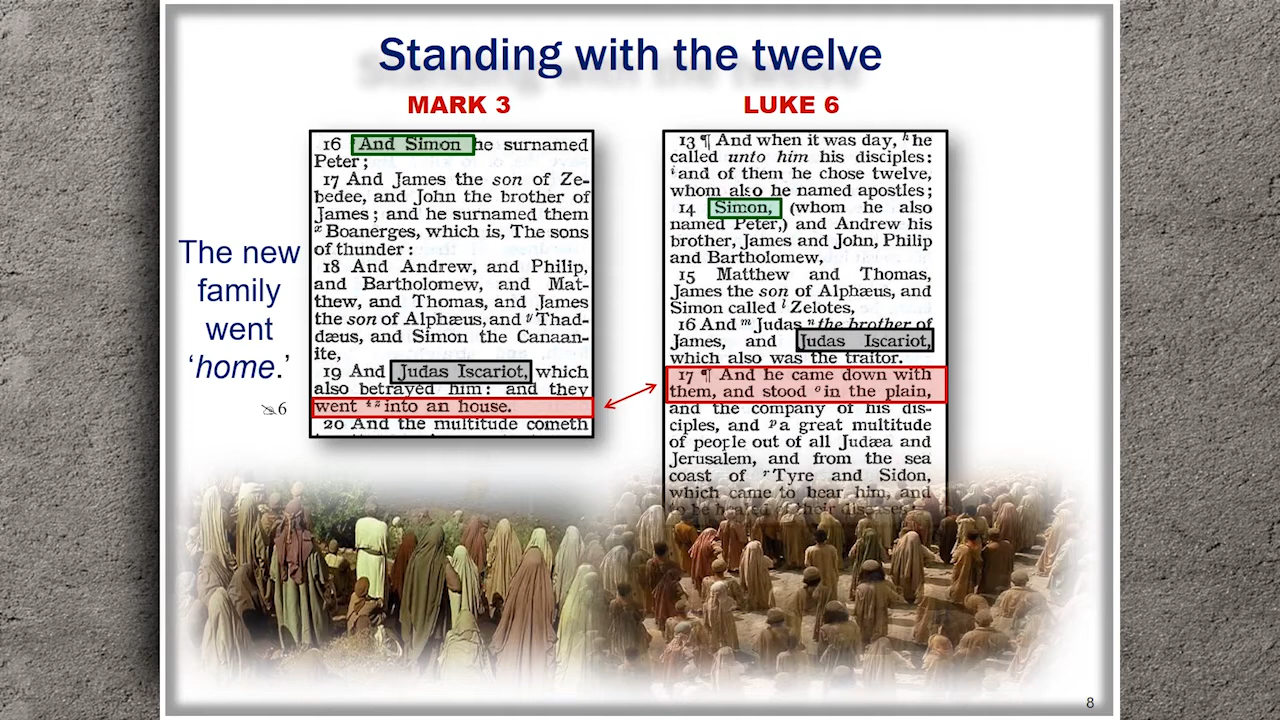 Standing with the twelve
MARK 3
16 And Simon he surnamed
Peter;
17 And James the son of Ze-
bedee, and John the brother of
James; and he surnamed them
x Boanerges, which is, The sons
of thunder:
18 And Andrew, and Philip,
and Bartholomew, and Mat-
thew, and Thomas, and James
the son of Alphæus, and y Thad-
dæus, and Simon the Canaan-
ite,
19 And Judas Iscariot, which
also betrayed him: and they
went into an house.
20 And the multitude cometh
LUKE 6
13 ¶ And when it was day, h he
called unto him his disciples:
i and of them he chose twelve,
whom also he named apostles;
14 Simon, (whom he also
named Peter,) and Andrew his
brother, James and John, Philip
and Bartholomew,
15 Matthew and Thomas,
James the son of Alphæus, and
Simon called l Zelotes,
16 And m Judas n the brother of
James, and Judas Iscariot,
which also was the traitor.
17 ¶ And he came down with
them, and stood o in the plain,
and the company of his dis-
ciples, and p a great multitude
of people out of all Judæa and
Jerusalem, and from the sea
coast of r Tyre and Sidon,
which came to hear him, and
to be healed of their diseases;
The new
family
went
‘home.’
6
8